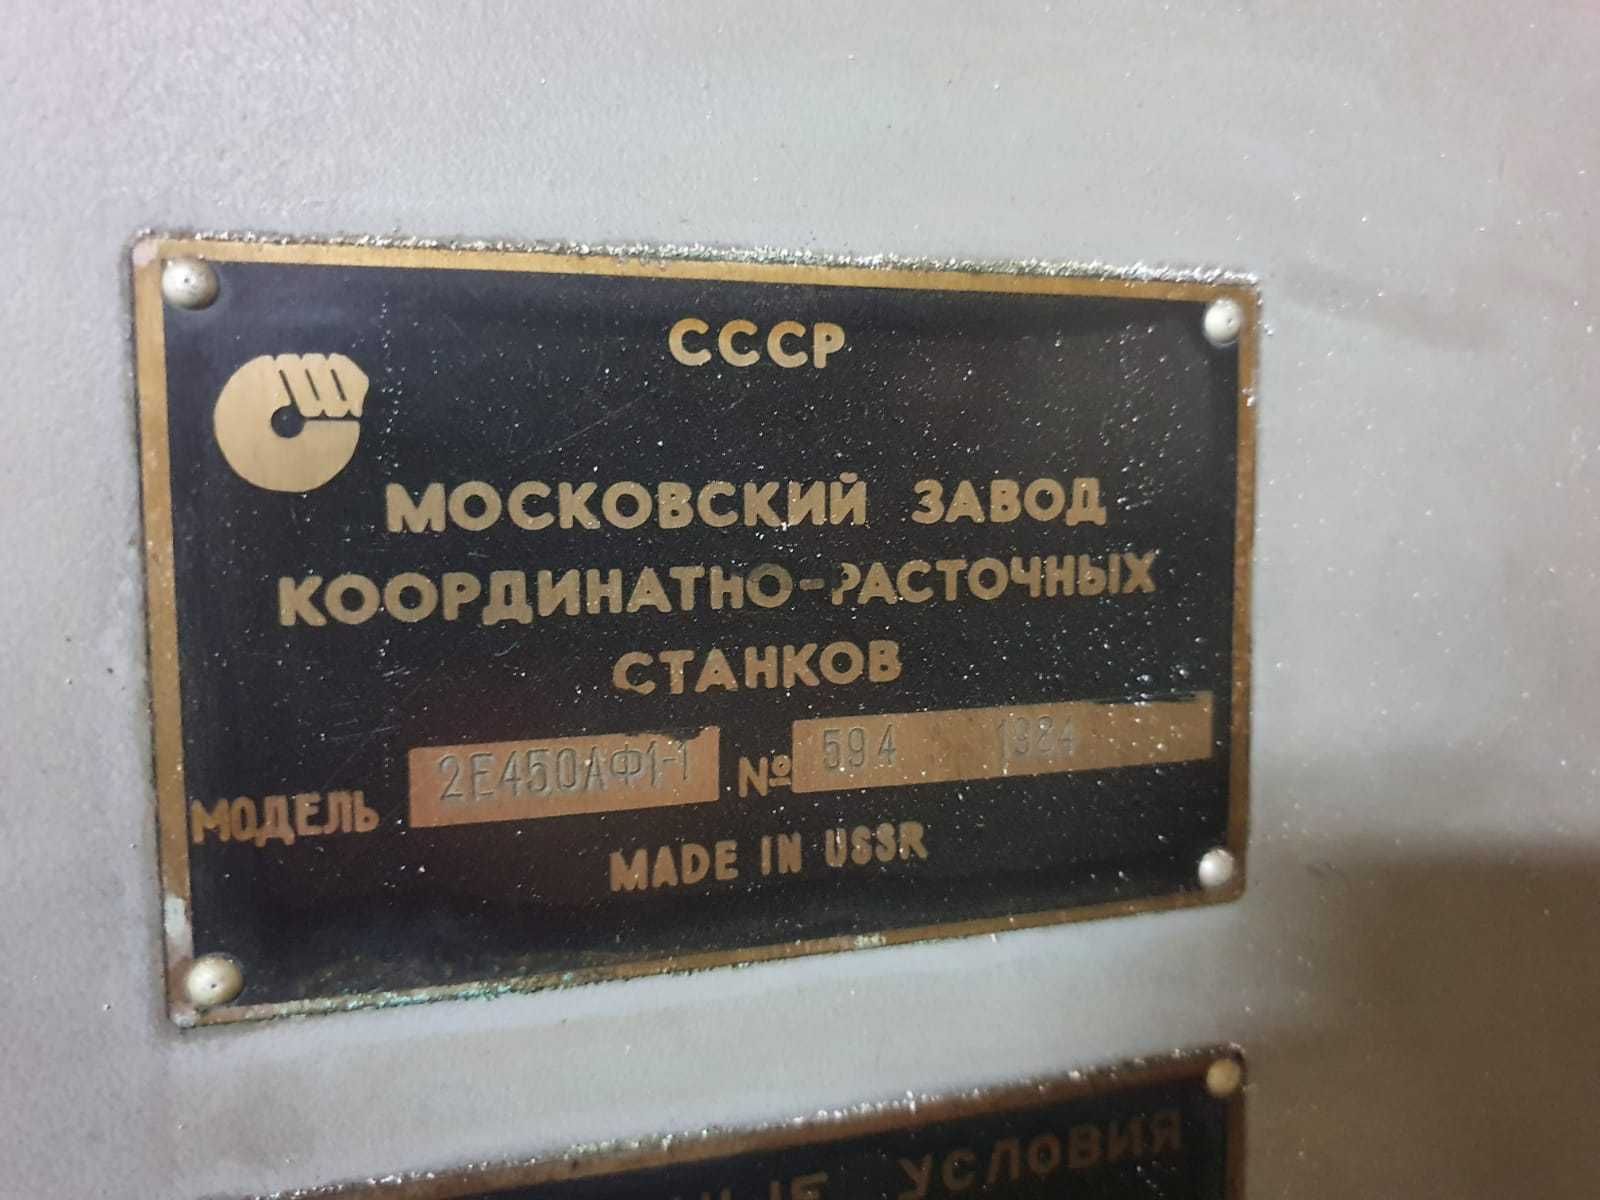 СССР
МОСКОВСКИЙ ЗАВОД
КООРДИНАТНО-РАСТОЧНЫХ
СТАНКОВ
МОДЕЛЬ 2Е450АФ1-1 № 594 1984
MADE IN USSR
УСЛОВИЯ